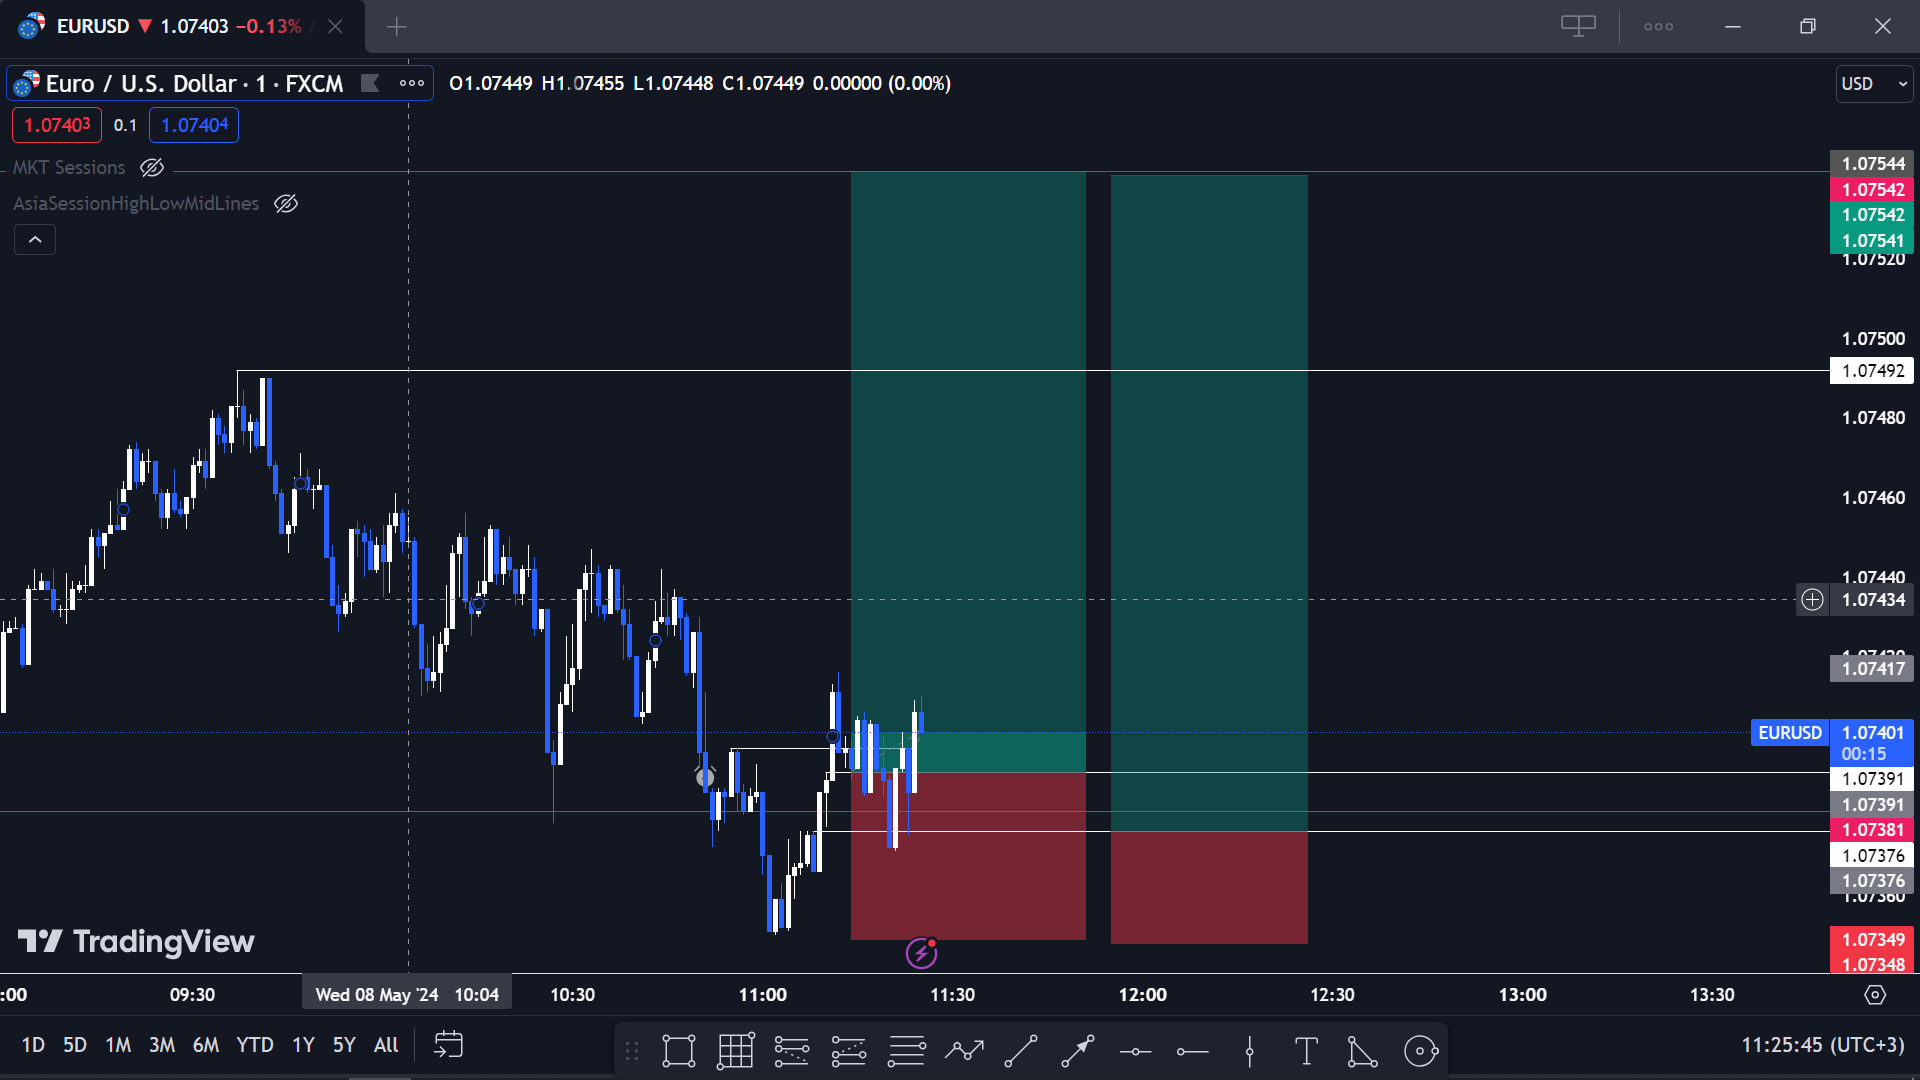 EURUSD ▼ 1.07403 −0.13% /
Euro / U.S. Dollar · 1 · FXCM
O1.07449 H1.07455 L1.07448 C1.07449 0.00000 (0.00%)
USD
1.07403 0.1 1.07404
MKT Sessions
AsiaSessionHighLowMidLines
1.07544
1.07542
1.07542
1.07541
1.07520
1.07500
1.07492
1.07480
1.07460
1.07440
1.07434
1.07417
EURUSD 1.07401
00:15
1.07391
1.07391
1.07381
1.07376
1.07376
1.07360
1.07349
1.07348
TradingView
:00 09:30 Wed 08 May '24 10:04 10:30 11:00 11:30 12:00 12:30 13:00 13:30
1D 5D 1M 3M 6M YTD 1Y 5Y All
11:25:45 (UTC+3)